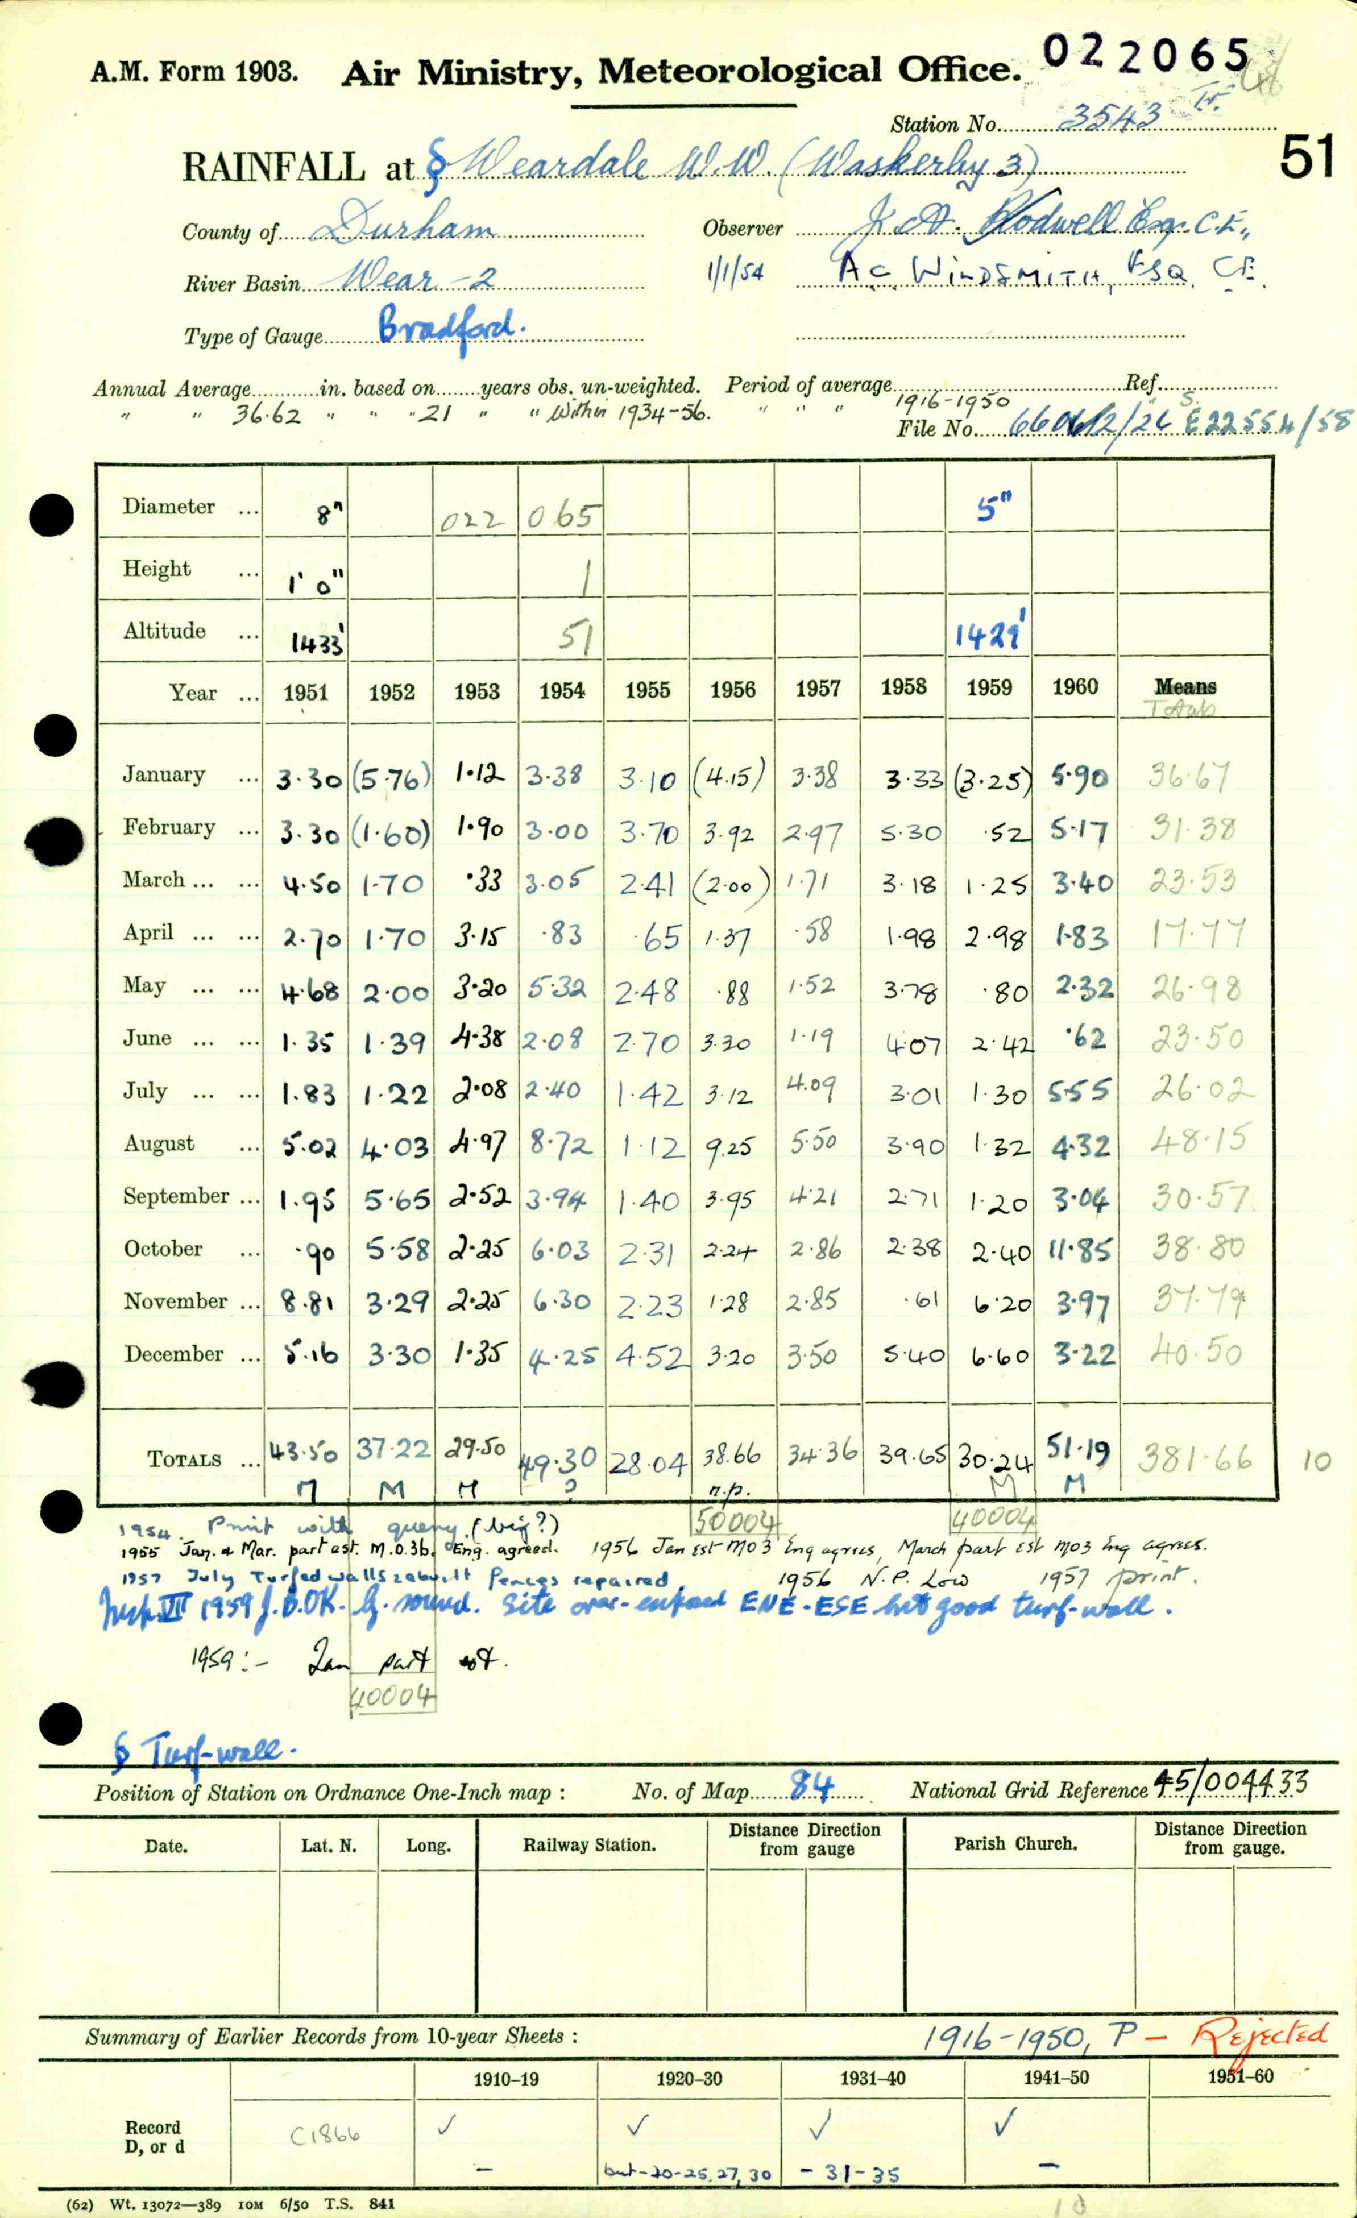 022065
A.M. Form 1903. Air Ministry, Meteorological Office.
Station No. 3543
51
RAINFALL at § Weardale W.W. (Waskerley 3)
County of Durham Observer J. A. Rodwell Esq. C.E.,
River Basin Wear -2 1/1/54 A C WINDSMITH, ESQ, C.E.
Type of Gauge Bradford.
Annual Average in. based on years obs. un-weighted. Period of average Ref.
" " 36.62 " " " 21 " " Within 1934-56. " " " 1916-1950 " S.
File No. /26 E22554/58
Diameter ... 8" 022 065 5"
Height ... 1' 0" 1
Altitude ... 1433' 51 1429'
Year ... 1951 1952 1953 1954 1955 1956 1957 1958 1959 1960 Means
Totals
January ... 3.30 (5.76) 1.12 3.38 3.10 (4.15) 3.38 3.33 (3.25) 5.90 36.67
February ... 3.30 (1.60) 1.90 3.00 3.70 3.92 2.97 5.30 .52 5.17 31.38
March ... ... 4.50 1.70 .33 3.05 2.41 (2.00) 1.71 3.18 1.25 3.40 23.53
April ... ... 2.70 1.70 3.15 .83 .65 1.37 .58 1.98 2.98 1.83 17.77
May ... ... 4.68 2.00 3.20 5.32 2.48 .88 1.52 3.78 .80 2.32 26.98
June ... ... 1.35 1.39 4.38 2.08 2.70 3.30 1.19 4.07 2.42 .62 23.50
July ... ... 1.83 1.22 2.08 2.40 1.42 3.12 4.09 3.01 1.30 5.55 26.02
August ... 5.02 4.03 4.97 8.72 1.12 9.25 5.50 3.90 1.32 4.32 48.15
September ... 1.95 5.65 2.52 3.94 1.40 3.95 4.21 2.71 1.20 3.04 30.57
October ... .90 5.58 2.25 6.03 2.31 2.24 2.86 2.38 2.40 11.85 38.80
November ... 8.81 3.29 2.25 6.30 2.23 1.28 2.85 .61 6.20 3.97 37.79
December ... 5.16 3.30 1.35 4.25 4.52 3.20 3.50 5.40 6.60 3.22 40.50
TOTALS ... 43.50 37.22 29.50 49.30 28.04 38.66 34.36 39.65 30.24 51.19 381.66 10
M M M ? n.p. M M
50004 40004
1954. Print with query (big?)
1955 Jan. & Mar. part est. M.O.3b. Eng. agreed. 1956 Jan Est MO3 Eng agrees, March part est MO3 Eng agrees.
1957 July Turfed walls rebuilt Fences repaired 1956 N.P. Low 1957 print.
Insp. VII 1959 J.B. OK. G. sound. Site over-exposed ENE-ESE but good turf-wall.
1959:- Jan part est.
40004
§ Turf-wall.
Position of Station on Ordnance One-Inch map : No. of Map 84 National Grid Reference 45/004433
Date. Lat. N. Long. Railway Station. Distance Direction from gauge Parish Church. Distance Direction from gauge.
Summary of Earlier Records from 10-year Sheets : 1916-1950, P - Rejected
1910–19 1920–30 1931–40 1941–50 1951–60
Record D, or d C1866 ✓ ✓ ✓ ✓
- but-20-25,27,30 - 31-35 -
(62) Wt. 13072—389 10M 6/50 T.S. 841
10